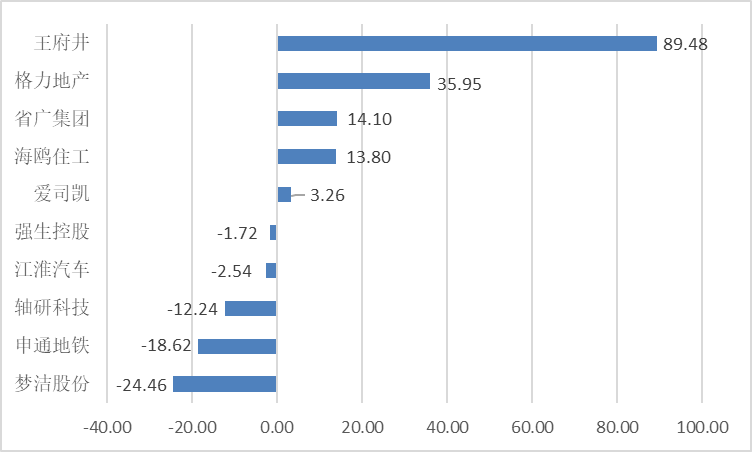 王府井 89.48
格力地产 35.95
省广集团 14.10
海鸥住工 13.80
爱司凯 3.26
强生控股 -1.72
江淮汽车 -2.54
轴研科技 -12.24
申通地铁 -18.62
梦洁股份 -24.46
-40.00 -20.00 0.00 20.00 40.00 60.00 80.00 100.00